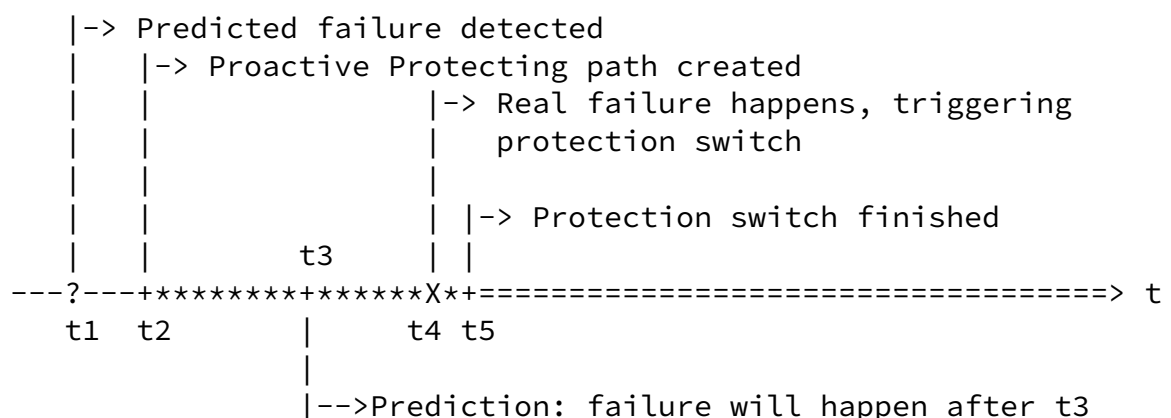 |-> Predicted failure detected
|   |-> Proactive Protecting path created
|   |               |-> Real failure happens, triggering
|   |               |   protection switch
|   |               |
|   |               | |-> Protection switch finished
|   |        t3     | |
---?---+********+******X*+===================================> t
t1  t2       |     t4 t5
|
|-->Prediction: failure will happen after t3